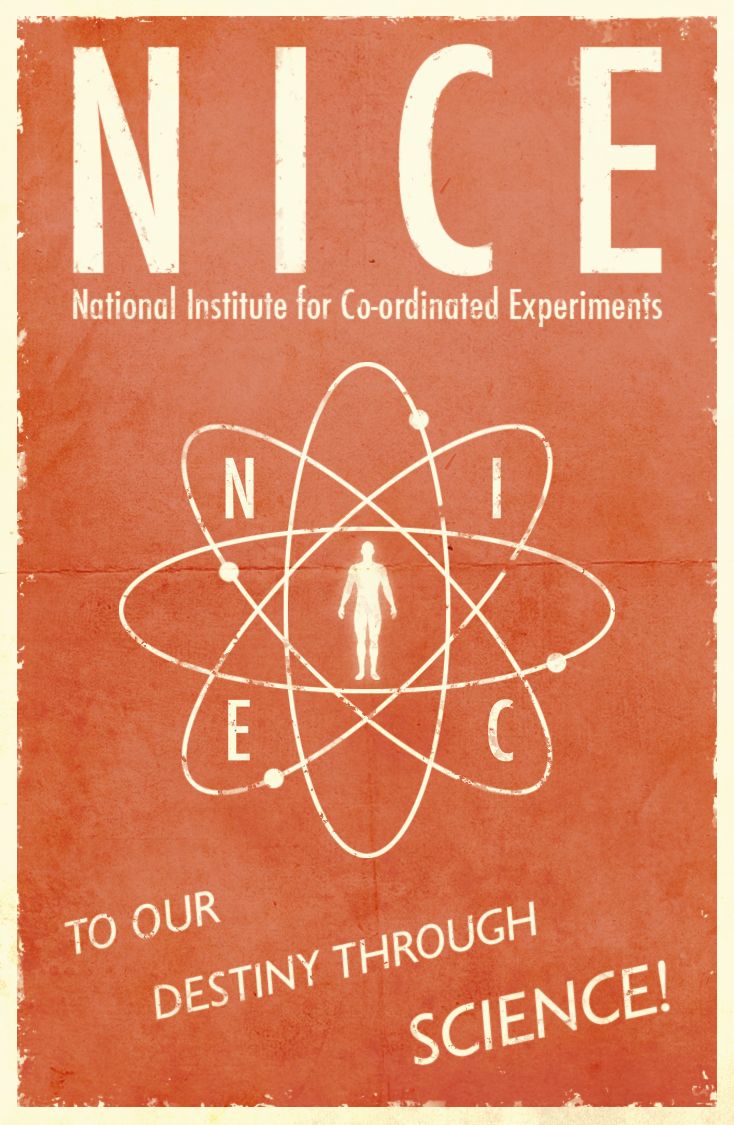 NICE
National Institute for Co-ordinated Experiments
N I
E C
TO OUR
DESTINY THROUGH
SCIENCE!